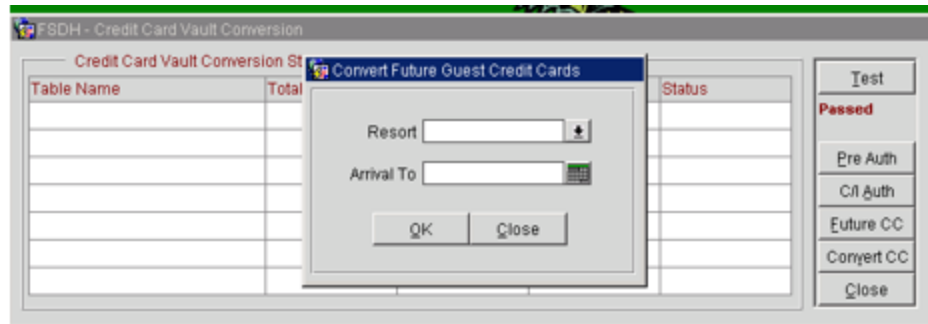 FSDH - Credit Card Vault Conversion
Credit Card Vault Conversion St
Convert Future Guest Credit Cards
Table Name
Total
Status
Resort
Arrival To
OK
Close
Test
Passed
Pre Auth
C/I Auth
Future CC
Convert CC
Close